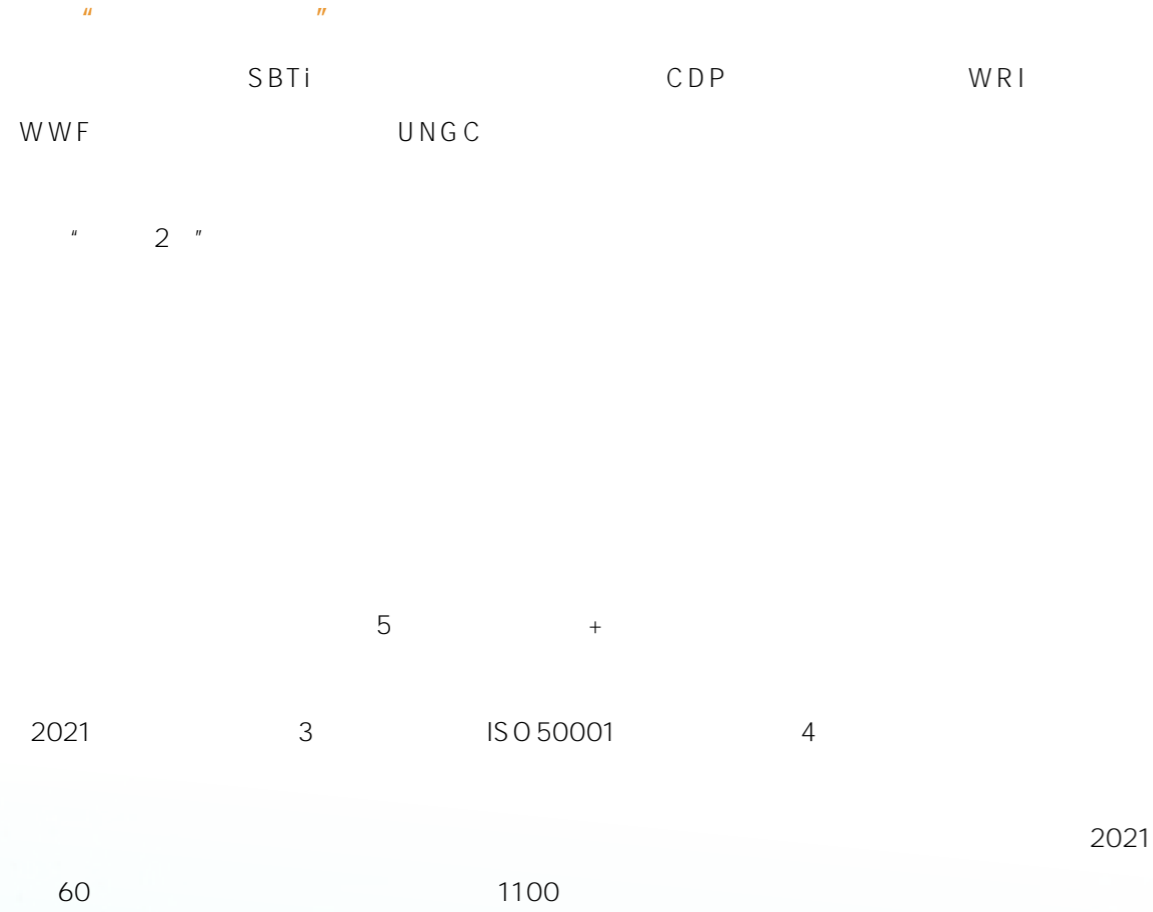 “ ”
SBTi CDP WRI
WWF UNGC
“ 2 ”
5 +
2021 3 ISO 50001 4
2021
60 1100